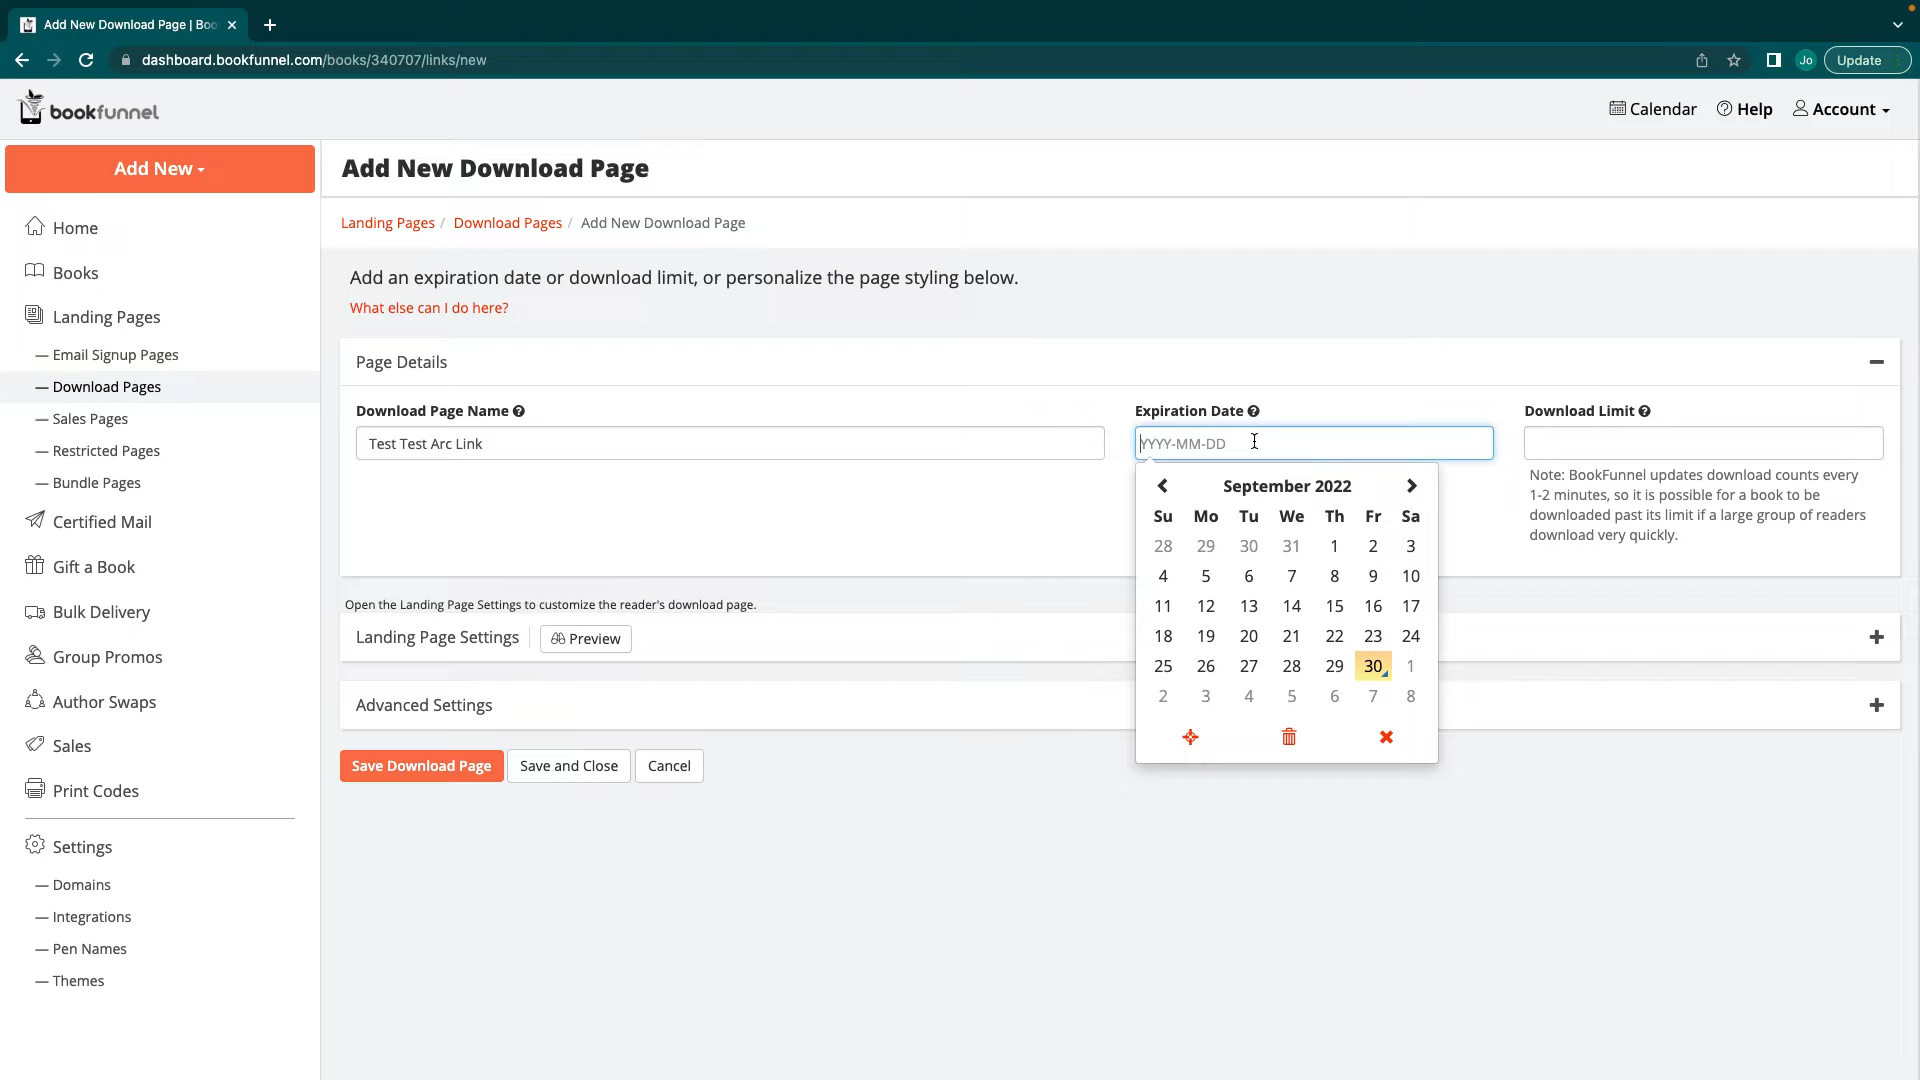 Add New Download Page | Boo
dashboard.bookfunnel.com/books/340707/links/new
Jo
Update
bookfunnel
Calendar
Help
Account
Add New
Add New Download Page
Home
Books
Landing Pages
— Email Signup Pages
— Download Pages
— Sales Pages
— Restricted Pages
— Bundle Pages
Certified Mail
Gift a Book
Bulk Delivery
Group Promos
Author Swaps
Sales
Print Codes
Settings
— Domains
— Integrations
— Pen Names
— Themes
Landing Pages / Download Pages / Add New Download Page
Add an expiration date or download limit, or personalize the page styling below.
What else can I do here?
Page Details
Download Page Name
Test Test Arc Link
Expiration Date
YYYY-MM-DD
September 2022
Su Mo Tu We Th Fr Sa
28 29 30 31 1 2 3
4 5 6 7 8 9 10
11 12 13 14 15 16 17
18 19 20 21 22 23 24
25 26 27 28 29 30 1
2 3 4 5 6 7 8
Download Limit
Note: BookFunnel updates download counts every
1-2 minutes, so it is possible for a book to be
downloaded past its limit if a large group of readers
download very quickly.
Open the Landing Page Settings to customize the reader's download page.
Landing Page Settings
Preview
Advanced Settings
Save Download Page
Save and Close
Cancel